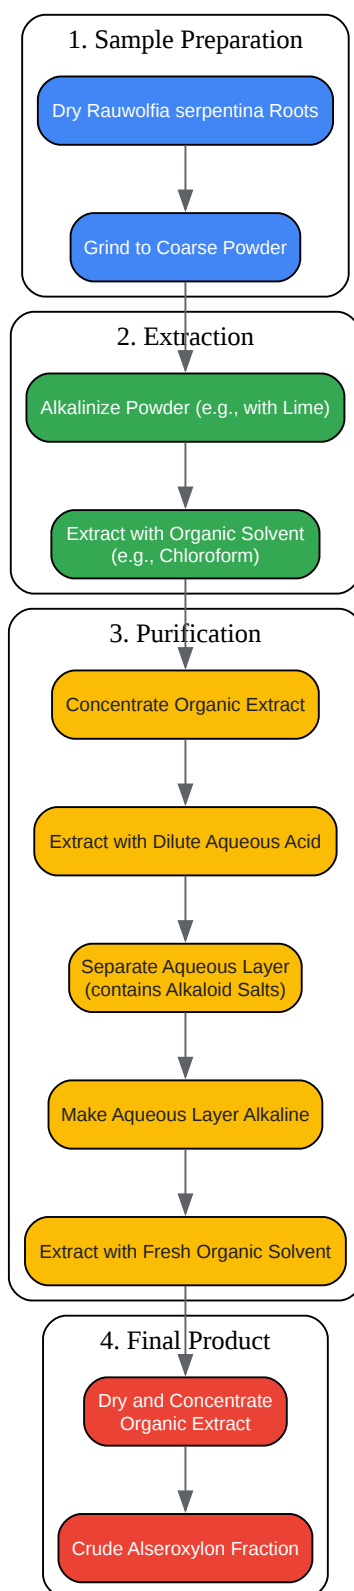 1. Sample Preparation
Dry Rauwolfia serpentina Roots
Grind to Coarse Powder
2. Extraction
Alkalinize Powder (e.g., with Lime)
Extract with Organic Solvent
(e.g., Chloroform)
3. Purification
Concentrate Organic Extract
Extract with Dilute Aqueous Acid
Separate Aqueous Layer
(contains Alkaloid Salts)
Make Aqueous Layer Alkaline
Extract with Fresh Organic Solvent
4. Final Product
Dry and Concentrate
Organic Extract
Crude Alseroxylon Fraction